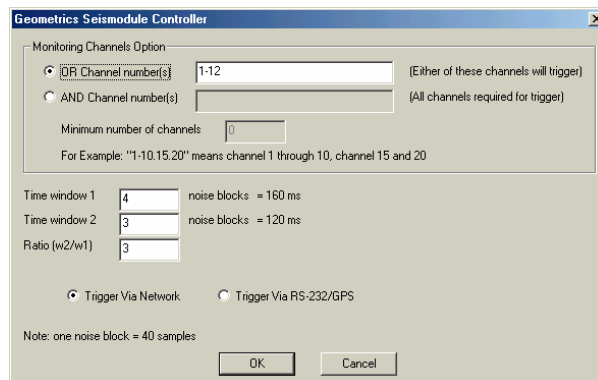 Geometrics Seismodule Controller
Monitoring Channels Option
OR Channel number(s) 1-12 (Either of these channels will trigger)
AND Channel number(s) (All channels required for trigger)
Minimum number of channels 0
For Example: "1-10.15.20" means channel 1 through 10, channel 15 and 20
Time window 1 4 noise blocks = 160 ms
Time window 2 3 noise blocks = 120 ms
Ratio (w2/w1) 3
Trigger Via Network Trigger Via RS-232/GPS
Note: one noise block = 40 samples
OK Cancel